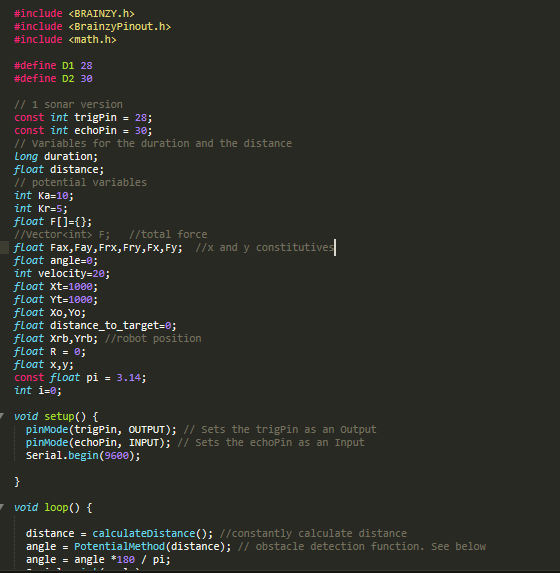 #include <BRAINZY.h>
#include <BrainzyPinout.h>
#include <math.h>
#define D1 28
#define D2 30
// 1 sonar version
const int trigPin = 28;
const int echoPin = 30;
// Variables for the duration and the distance
long duration;
float distance;
// potential variables
int Ka=10;
int Kr=5;
float F[]={};
//Vector<int> F;   //total force
float Fax,Fay,Frx,Fry,Fx,Fy;  //x and y constitutives
float angle=0;
int velocity=20;
float Xt=1000;
float Yt=1000;
float Xo,Yo;
float distance_to_target=0;
float Xrb,Yrb; //robot position
float R = 0;
float x,y;
const float pi = 3.14;
int i=0;
void setup() {
  pinMode(trigPin, OUTPUT); // Sets the trigPin as an Output
  pinMode(echoPin, INPUT); // Sets the echoPin as an Input
  Serial.begin(9600);
}
void loop() {
  distance = calculateDistance(); //constantly calculate distance
  angle = PotentialMethod(distance); // obstacle detection function. See below
  angle = angle *180 / pi;